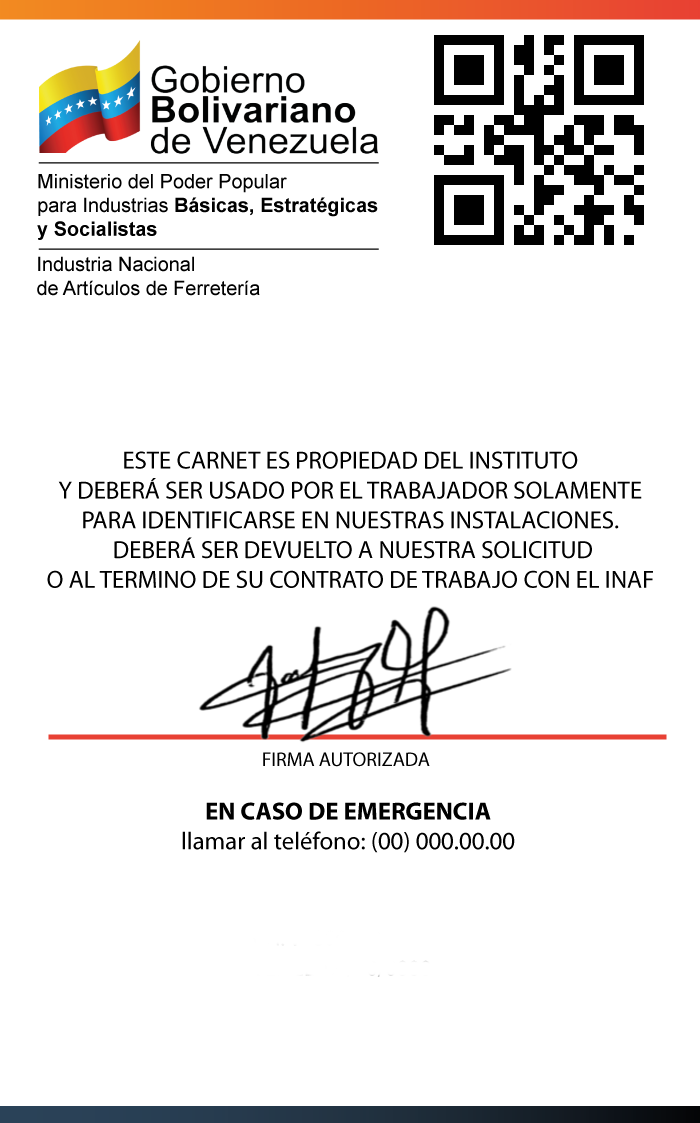 Gobierno
Bolivariano
de Venezuela
Ministerio del Poder Popular
para Industrias Básicas, Estratégicas
y Socialistas
Industria Nacional
de Artículos de Ferretería
ESTE CARNET ES PROPIEDAD DEL INSTITUTO
Y DEBERÁ SER USADO POR EL TRABAJADOR SOLAMENTE
PARA IDENTIFICARSE EN NUESTRAS INSTALACIONES.
DEBERÁ SER DEVUELTO A NUESTRA SOLICITUD
O AL TERMINO DE SU CONTRATO DE TRABAJO CON EL INAF
FIRMA AUTORIZADA
EN CASO DE EMERGENCIA
llamar al teléfono: (00) 000.00.00